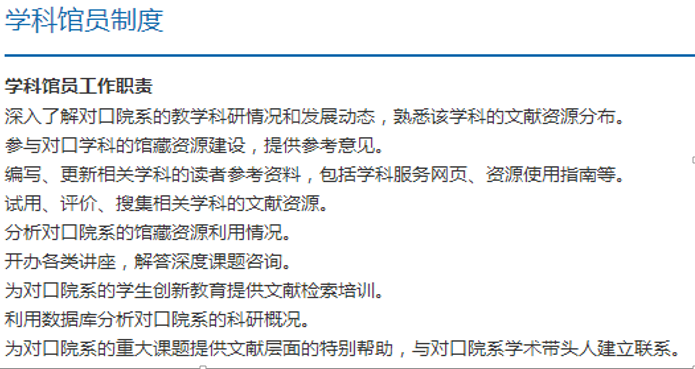 学科馆员制度
学科馆员工作职责
深入了解对口院系的教学科研情况和发展动态，熟悉该学科的文献资源分布。
参与对口学科的馆藏资源建设，提供参考意见。
编写、更新相关学科的读者参考资料，包括学科服务网页、资源使用指南等。
试用、评价、搜集相关学科的文献资源。
分析对口院系的馆藏资源利用情况。
开办各类讲座，解答深度课题咨询。
为对口院系的学生创新教育提供文献检索培训。
利用数据库分析对口院系的科研概况。
为对口院系的重大课题提供文献层面的特别帮助，与对口院系学术带头人建立联系。